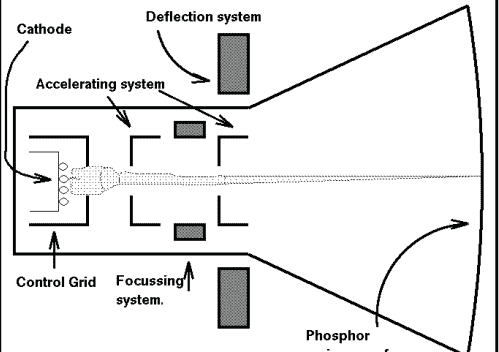 Deflection system
Cathode
Accelerating system
Control Grid
Focussing
system.
Phosphor